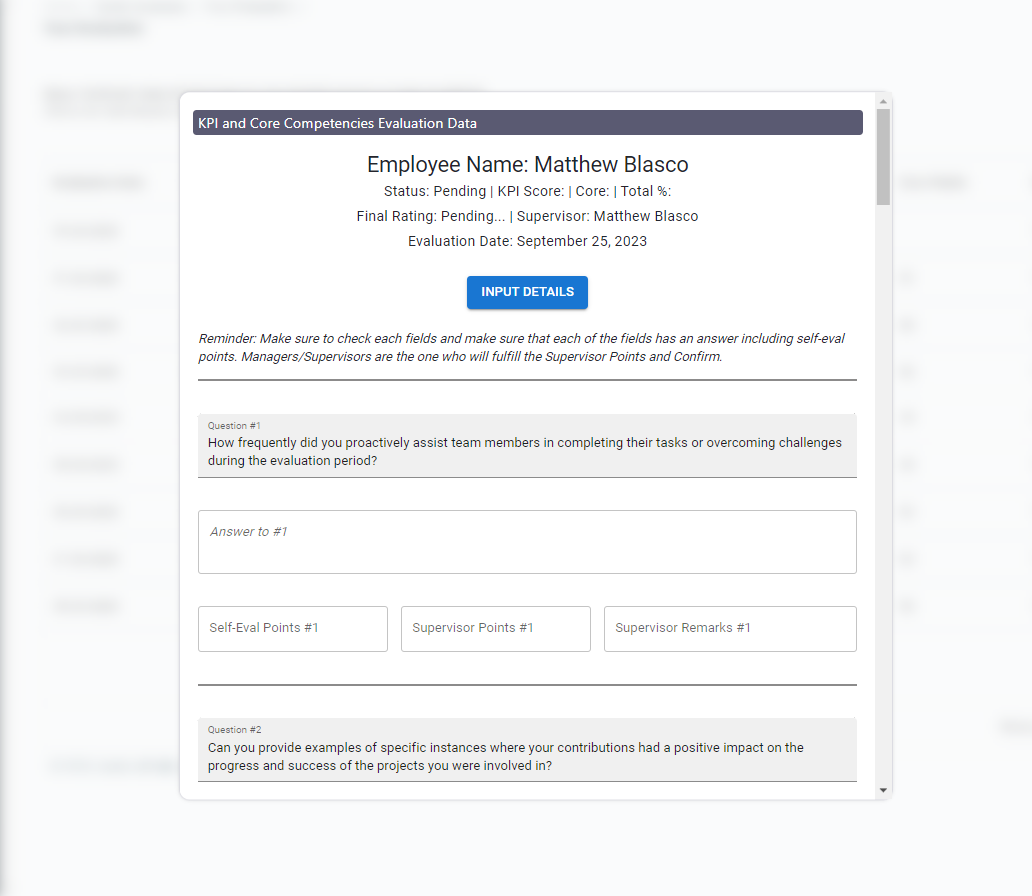 KPI and Core Competencies Evaluation Data
Employee Name: Matthew Blasco
Status: Pending | KPI Score: | Core: | Total %:
Final Rating: Pending... | Supervisor: Matthew Blasco
Evaluation Date: September 25, 2023
INPUT DETAILS
Reminder: Make sure to check each fields and make sure that each of the fields has an answer including self-eval
points. Managers/Supervisors are the one who will fulfill the Supervisor Points and Confirm.
Question #1
How frequently did you proactively assist team members in completing their tasks or overcoming challenges
during the evaluation period?
Answer to #1
Self-Eval Points #1
Supervisor Points #1
Supervisor Remarks #1
Question #2
Can you provide examples of specific instances where your contributions had a positive impact on the
progress and success of the projects you were involved in?